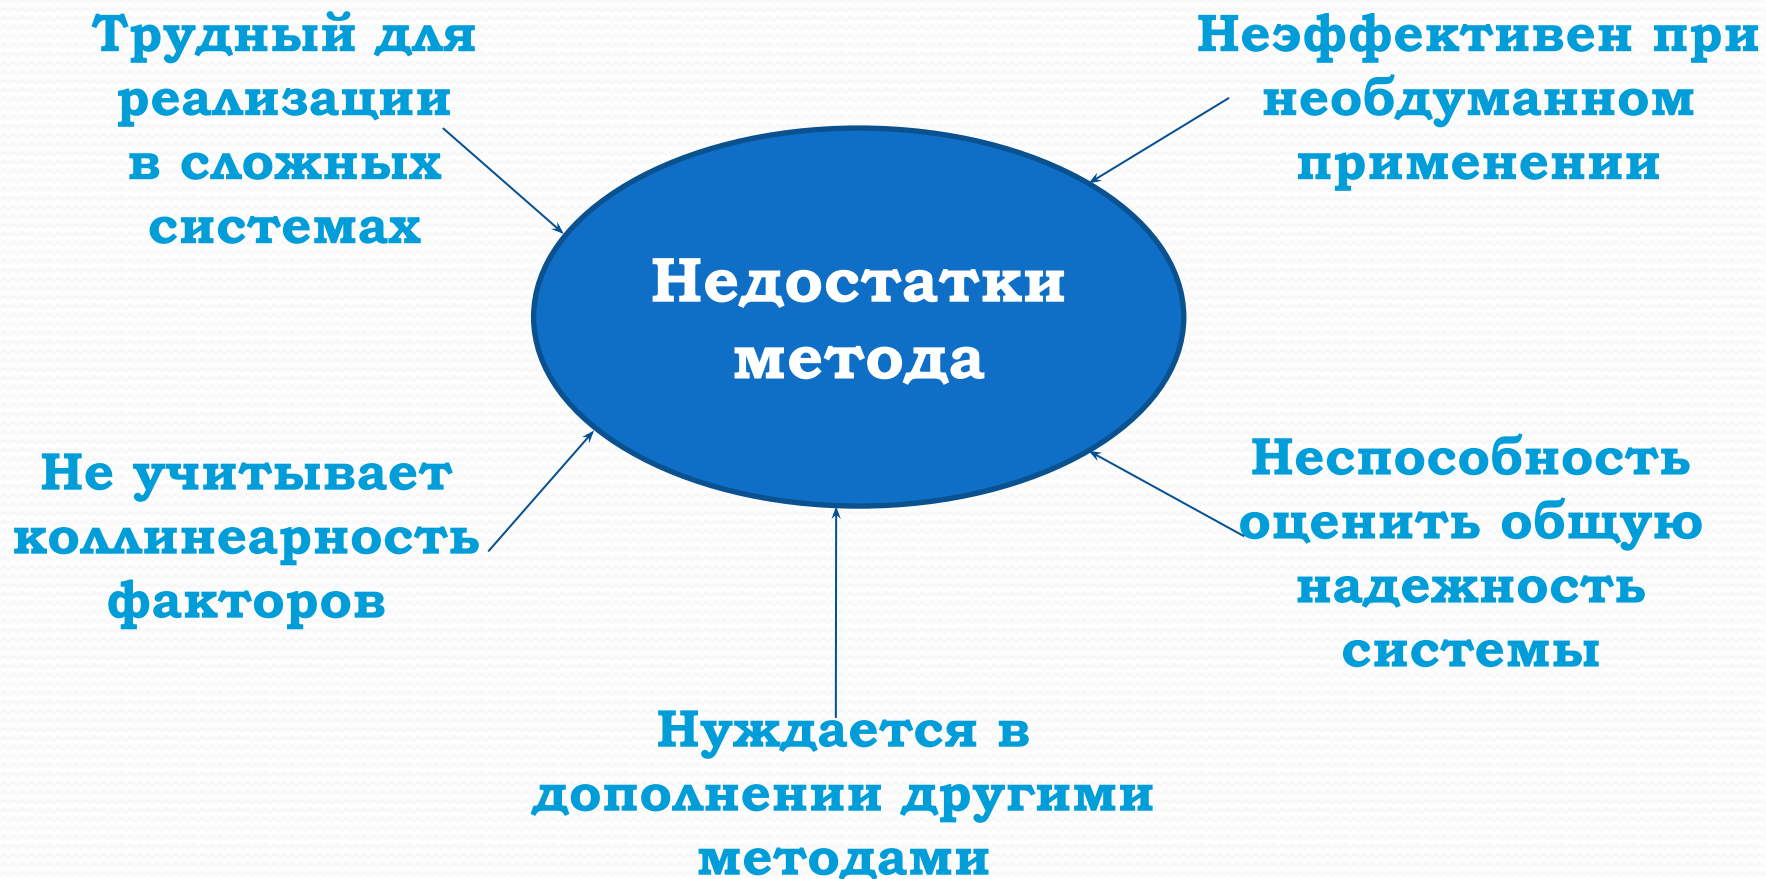 Трудный для
реализации
в сложных
системах
Неэффективен при
необдуманном
применении
Недостатки
метода
Не учитывает
коллинеарность
факторов
Неспособность
оценить общую
надежность
системы
Нуждается в
дополнении другими
методами